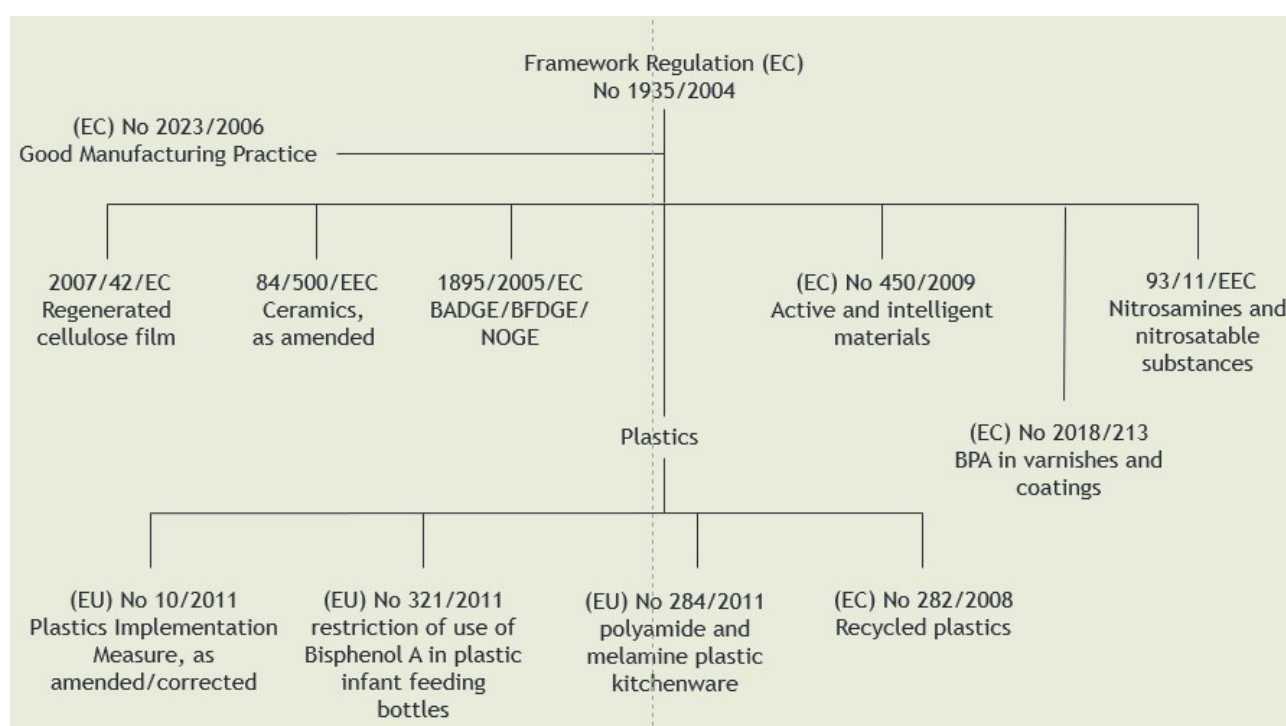 Framework Regulation (EC)
No 1935/2004
(EC) No 2023/2006
Good Manufacturing Practice
2007/42/EC
Regenerated
cellulose film
84/500/EEC
Ceramics,
as amended
1895/2005/EC
BADGE/BFDGE/
NOGE
(EC) No 450/2009
Active and intelligent
materials
93/11/EEC
Nitrosamines and
nitrosatable
substances
(EC) No 2018/213
BPA in varnishes and
coatings
Plastics
(EU) No 10/2011
Plastics Implementation
Measure, as
amended/corrected
(EU) No 321/2011
restriction of use of
Bisphenol A in plastic
infant feeding
bottles
(EU) No 284/2011
polyamide and
melamine plastic
kitchenware
(EC) No 282/2008
Recycled plastics